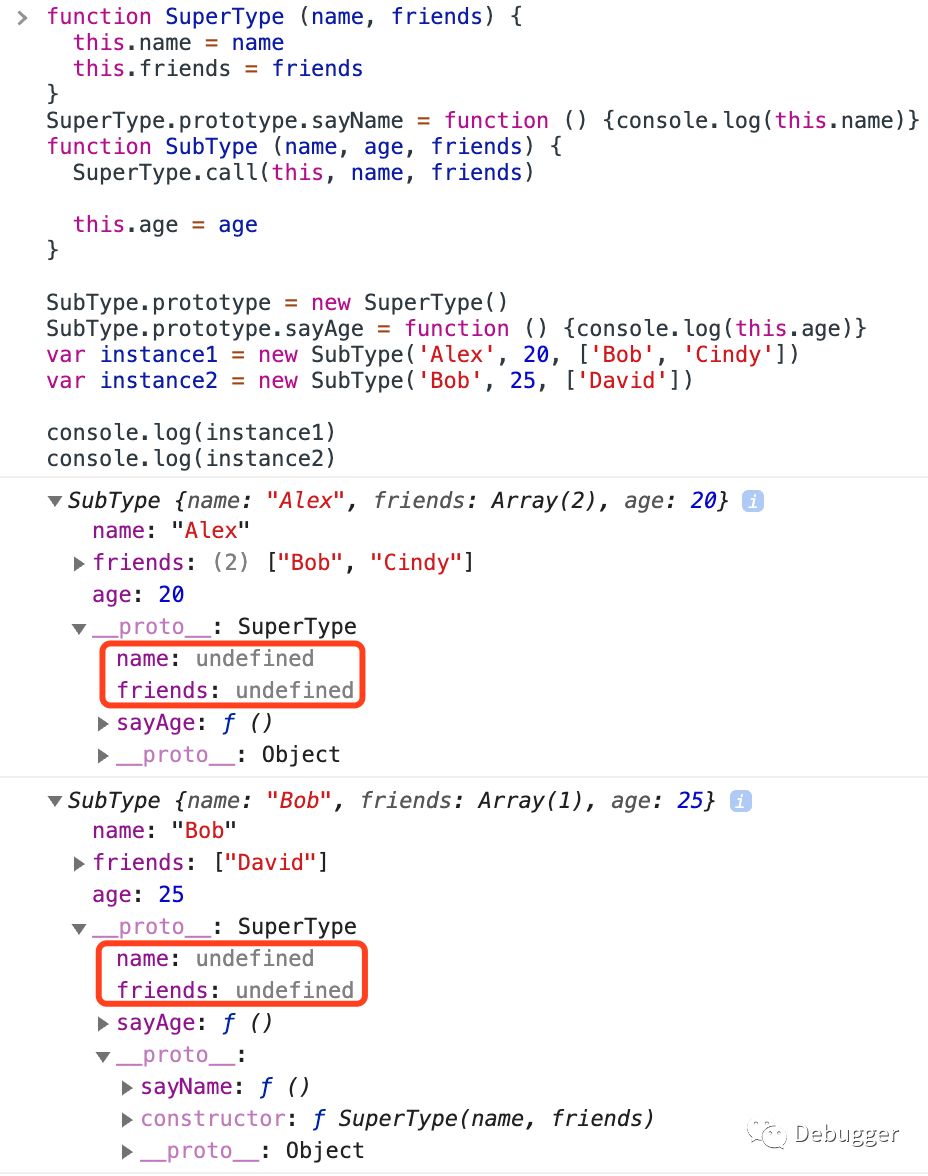 function SuperType (name, friends) {
this.name = name
this.friends = friends
}
SuperType.prototype.sayName = function () {console.log(this.name)}
function SubType (name, age, friends) {
SuperType.call(this, name, friends)
this.age = age
}
SubType.prototype = new SuperType()
SubType.prototype.sayAge = function () {console.log(this.age)}
var instance1 = new SubType('Alex', 20, ['Bob', 'Cindy'])
var instance2 = new SubType('Bob', 25, ['David'])
console.log(instance1)
console.log(instance2)
SubType {name: "Alex", friends: Array(2), age: 20} i
name: "Alex"
friends: (2) ["Bob", "Cindy"]
age: 20
__proto__: SuperType
name: undefined
friends: undefined
sayAge: ƒ ()
__proto__: Object
SubType {name: "Bob", friends: Array(1), age: 25} i
name: "Bob"
friends: ["David"]
age: 25
__proto__: SuperType
name: undefined
friends: undefined
sayAge: ƒ ()
__proto__:
sayName: ƒ ()
constructor: ƒ SuperType(name, friends)
__proto__: Object
Debugger